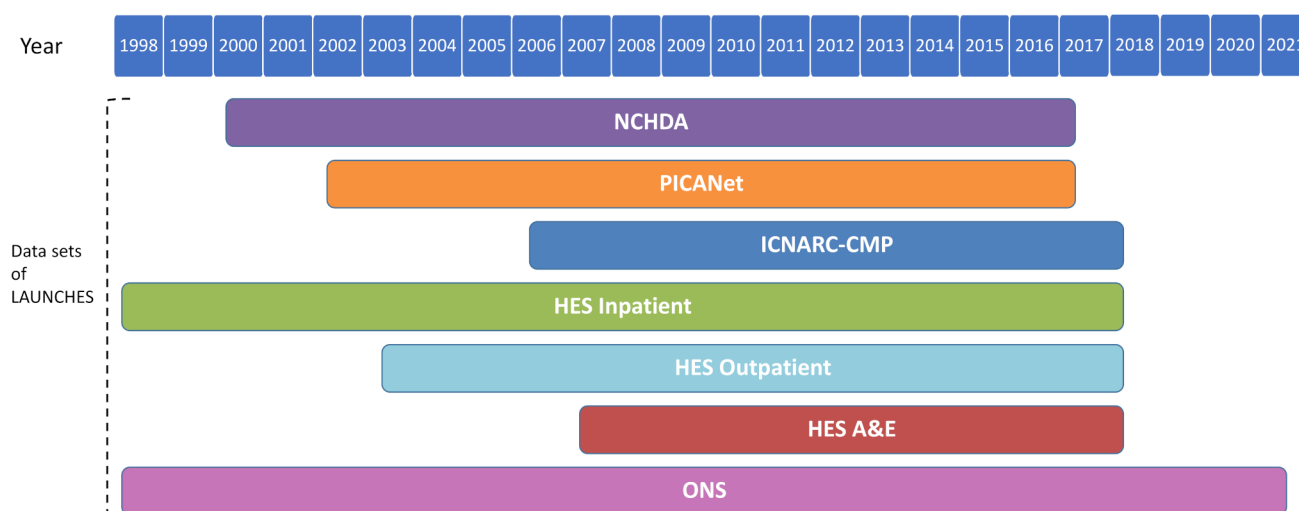 Year 1998 1999 2000 2001 2002 2003 2004 2005 2006 2007 2008 2009 2010 2011 2012 2013 2014 2015 2016 2017 2018 2019 2020 2021
NCHDA
PICANet
ICNARC-CMP
Data sets
of
LAUNCHES
HES Inpatient
HES Outpatient
HES A&E
ONS